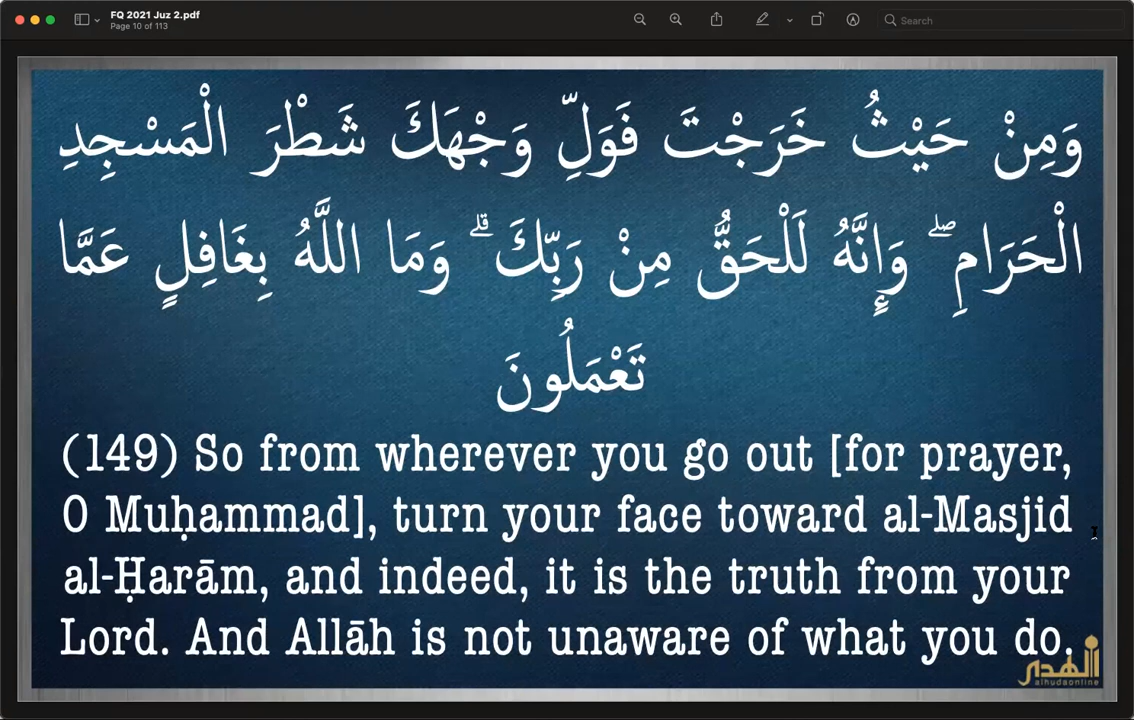 FQ 2021 Juz 2.pdf
Page 10 of 113
Search
وَمِنْ حَيْثُ خَرَجْتَ فَوَلِّ وَجْهَكَ شَطْرَ الْمَسْجِدِ
الْحَرَامِ ۖ وَإِنَّهُ لَلْحَقُّ مِنْ رَبِّكَ ۗ وَمَا اللَّهُ بِغَافِلٍ عَمَّا
تَعْمَلُونَ
(149) So from wherever you go out [for prayer,
O Muḥammad], turn your face toward al-Masjid
al-Ḥarām, and indeed, it is the truth from your
Lord. And Allāh is not unaware of what you do.
الهدى
alhudaonline